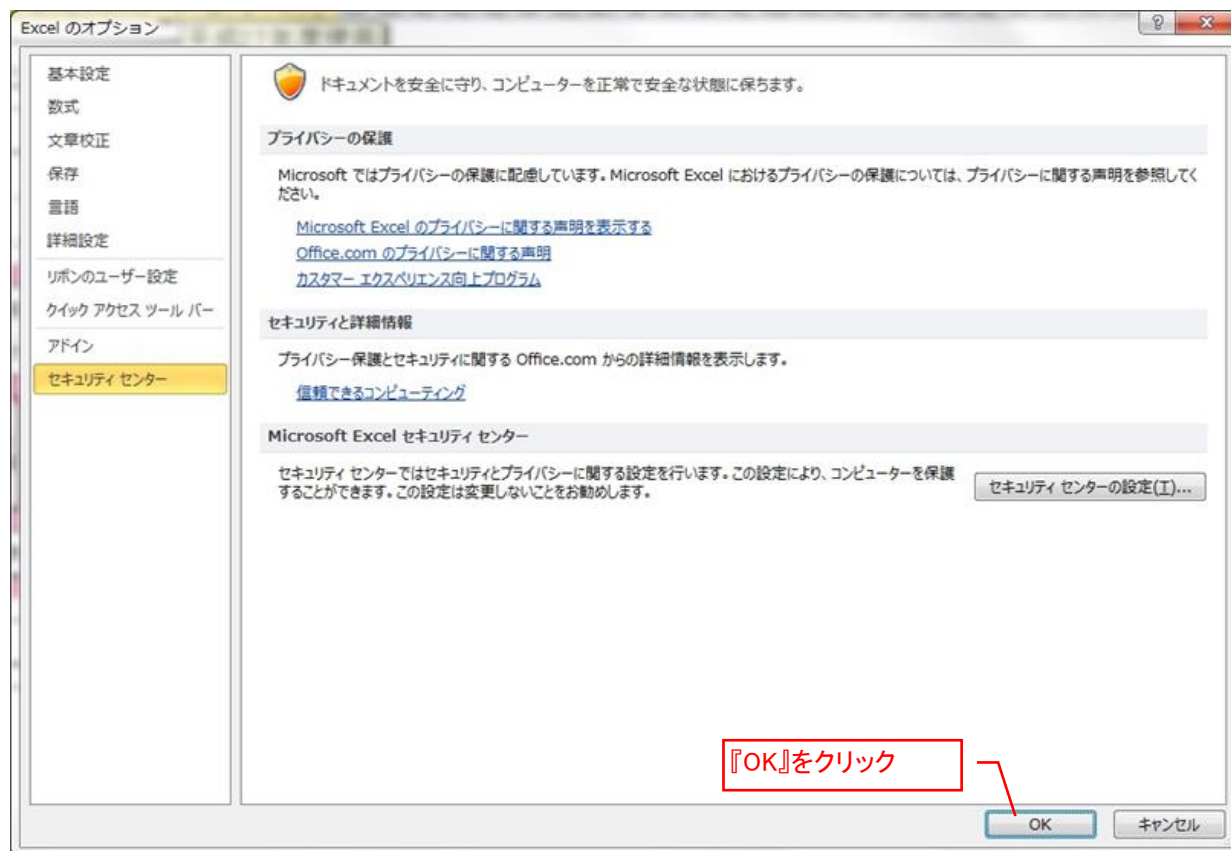 Excel のオプション
基本設定
数式
文章校正
保存
言語
詳細設定
リボンのユーザー設定
クイック アクセス ツール バー
アドイン
セキュリティ センター
ドキュメントを安全に守り、コンピューターを正常で安全な状態に保ちます。
プライバシーの保護
Microsoft ではプライバシーの保護に配慮しています。Microsoft Excel におけるプライバシーの保護については、プライバシーに関する声明を参照してく
ださい。
Microsoft Excel のプライバシーに関する声明を表示する
Office.com のプライバシーに関する声明
カスタマー エクスペリエンス向上プログラム
セキュリティと詳細情報
プライバシー保護とセキュリティに関する Office.com からの詳細情報を表示します。
信頼できるコンピューティング
Microsoft Excel セキュリティ センター
セキュリティ センターではセキュリティとプライバシーに関する設定を行います。この設定により、コンピューターを保護
することができます。この設定は変更しないことをお勧めします。
セキュリティ センターの設定(T)...
『OK』をクリック
OK
キャンセル